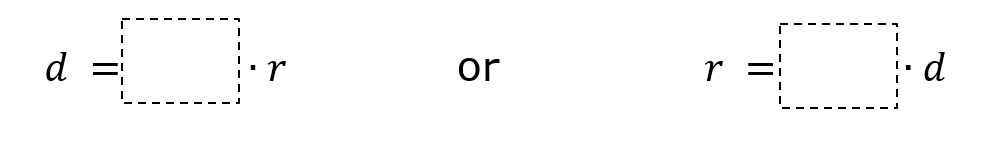 d = · r or r = · d